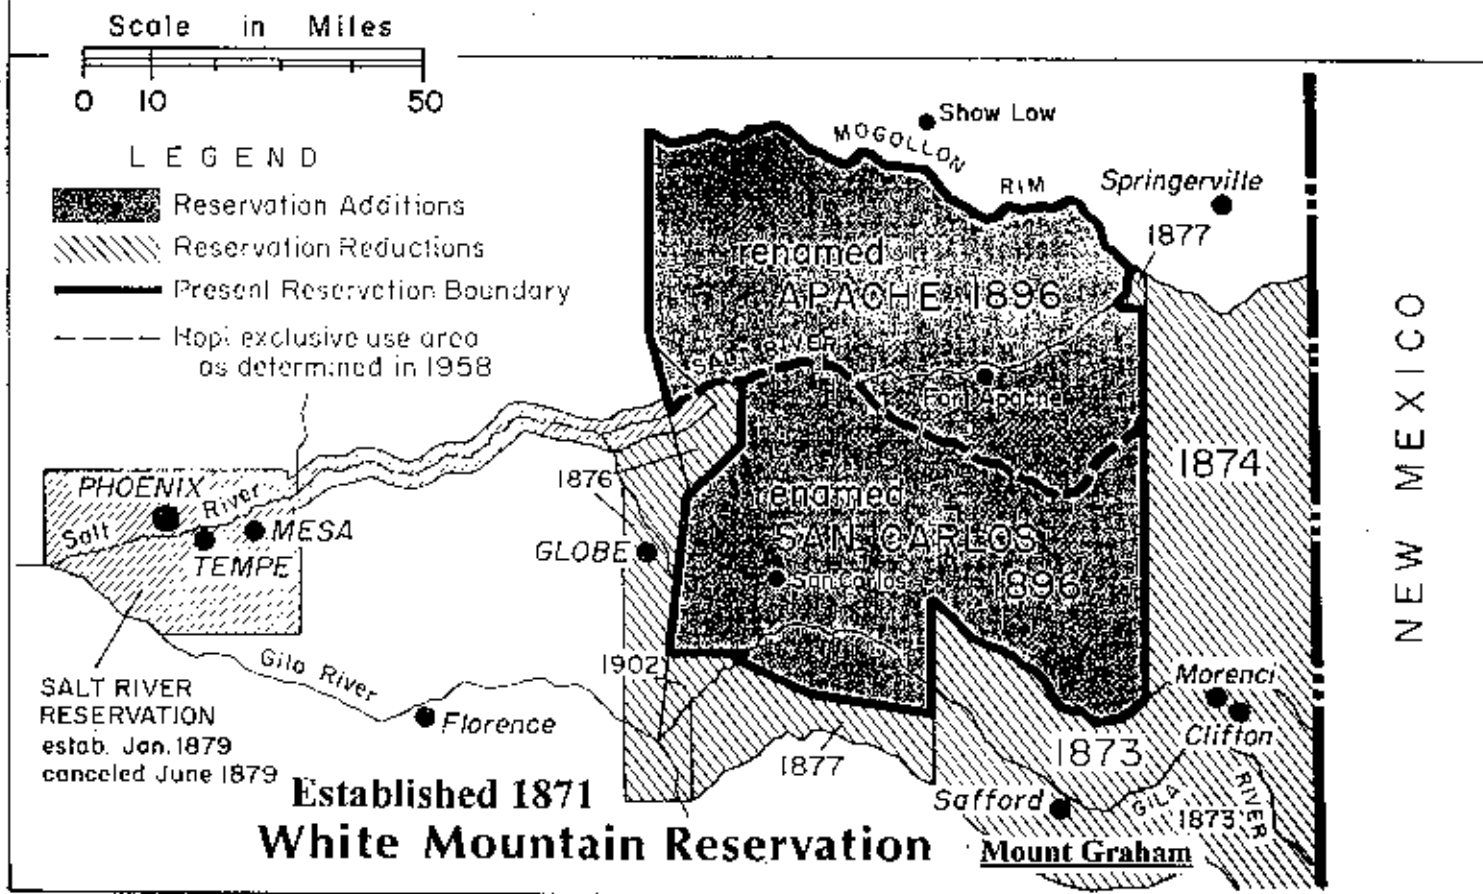 Scale in Miles
0 10 50
LEGEND
Reservation Additions
Reservation Reductions
Present Reservation Boundary
Hopi exclusive use area
as determined in 1958
Show Low
MOGOLLON
RIM
Springerville
1877
renamed
APACHE 1896
SALT RIVER
Fort Apache
1874
NEW MEXICO
PHOENIX
Salt River
MESA
TEMPE
1876
GLOBE
renamed
SAN CARLOS
1896
San Carlos
1902
Gila River
Florence
SALT RIVER
RESERVATION
estab. Jan. 1879
canceled June 1879
Morenci
Clifton
1873
1877
Safford
GILA RIVER
1873
Established 1871
White Mountain Reservation
Mount Graham